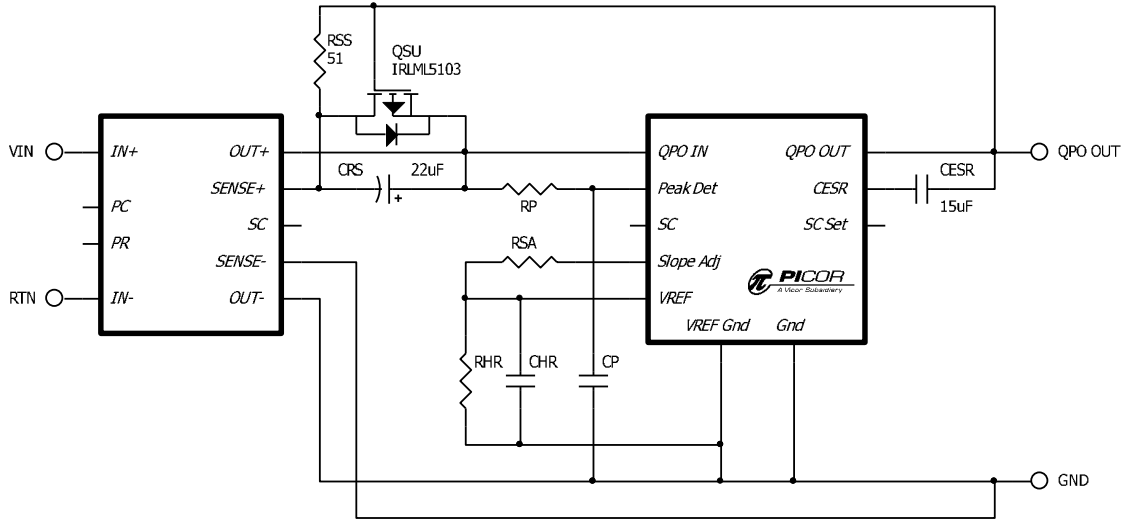 RSS
51
QSU
IRLML5103
VIN
IN+
OUT+
CRS
22uF
QPO IN
QPO OUT
QPO OUT
SENSE+
RP
Peak Det
CESR
CESR
15uF
PC
SC
SC
SC Set
PR
RSA
SENSE-
Slope Adj
PICOR
A Vicor Subsidiary
RTN
IN-
OUT-
VREF
VREF Gnd
Gnd
RHR
CHR
CP
GND